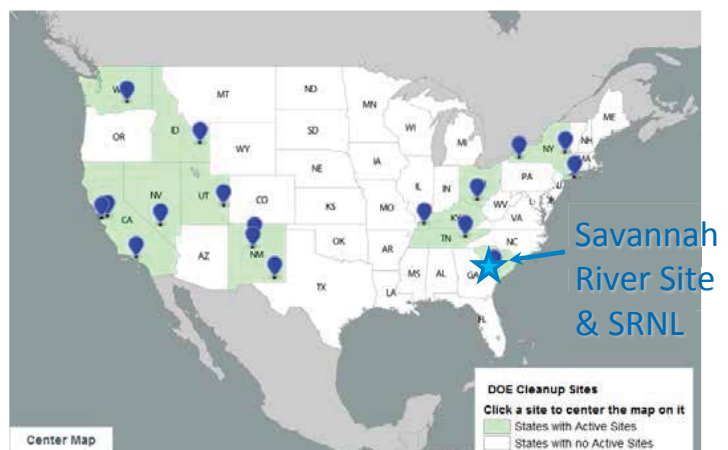 WA
MT
ND
MN
ME
OR
ID
SD
WI
MI
NY
NH
MA
WY
NE
IA
PA
NJ
NV
UT
CO
IL
IN
WV
VA
CA
KS
MO
KY
AZ
NM
OK
AR
TN
NC
TX
LA
MS
AL
GA
FL
Savannah
River Site
& SRNL
DOE Cleanup Sites
Click a site to center the map on it
States with Active Sites
States with no Active Sites
Center Map